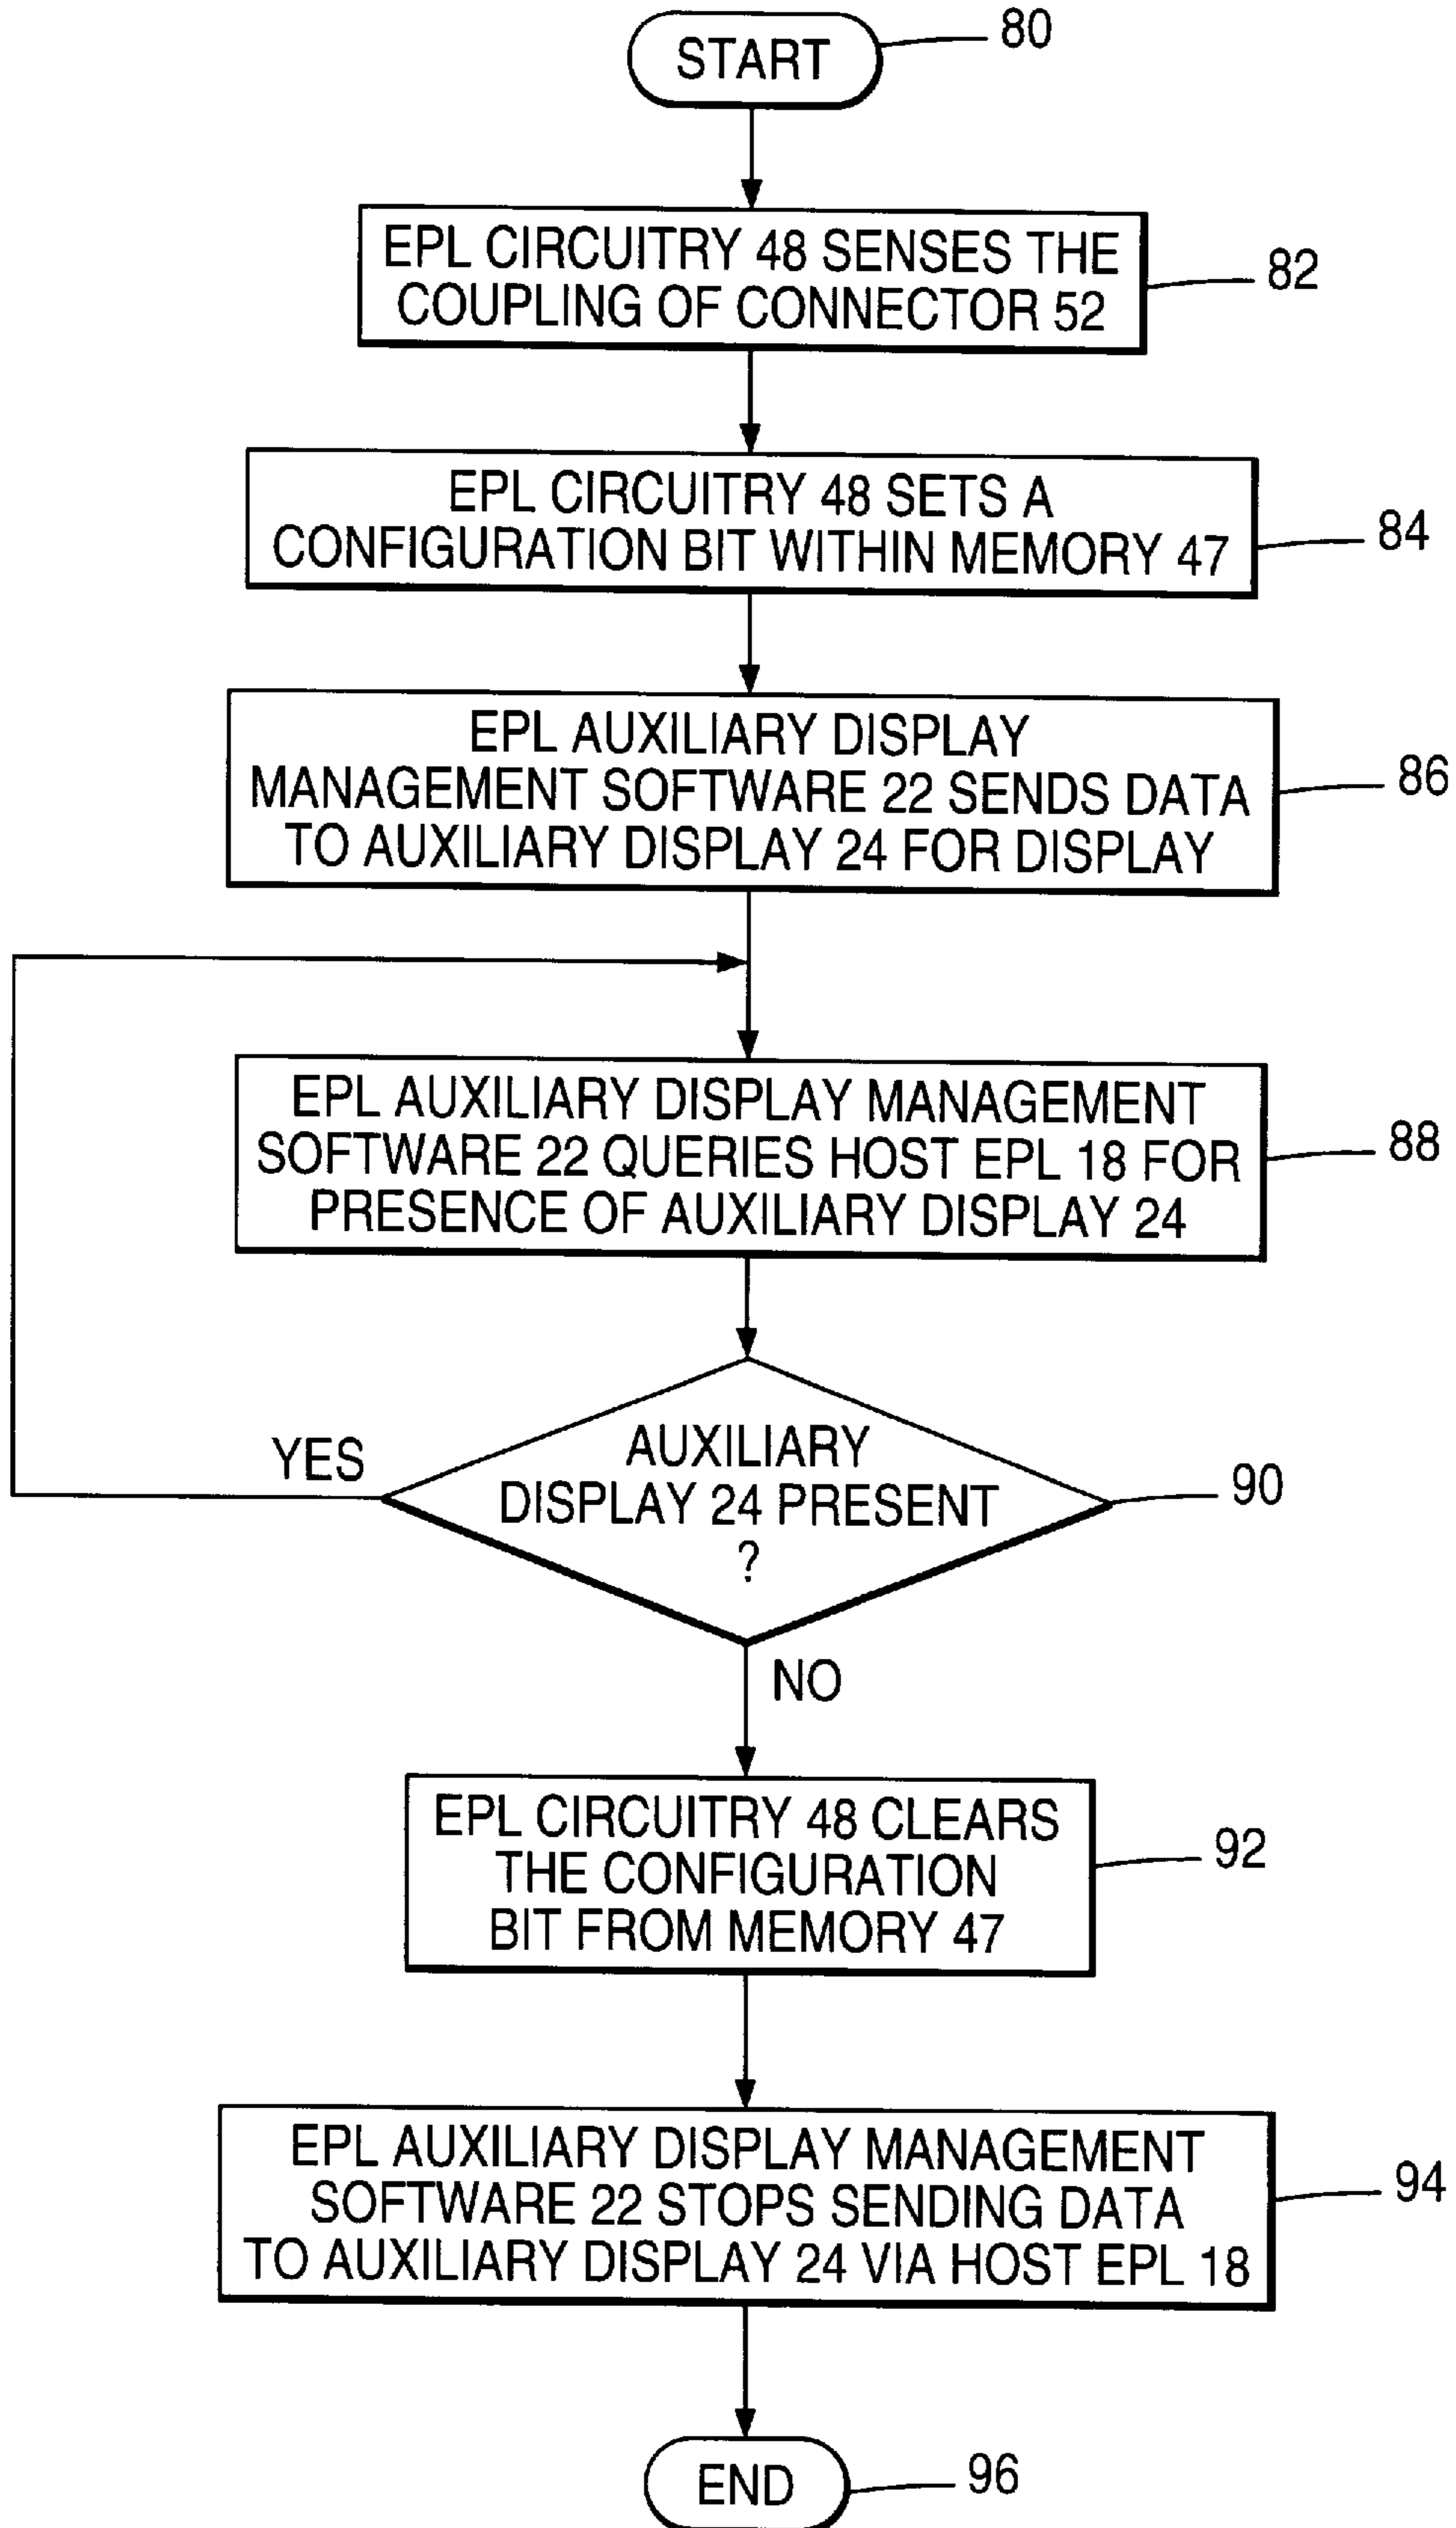 START
80
EPL CIRCUITRY 48 SENSES THE
COUPLING OF CONNECTOR 52
82
EPL CIRCUITRY 48 SETS A
CONFIGURATION BIT WITHIN MEMORY 47
84
EPL AUXILIARY DISPLAY
MANAGEMENT SOFTWARE 22 SENDS DATA
TO AUXILIARY DISPLAY 24 FOR DISPLAY
86
EPL AUXILIARY DISPLAY MANAGEMENT
SOFTWARE 22 QUERIES HOST EPL 18 FOR
PRESENCE OF AUXILIARY DISPLAY 24
88
YES
AUXILIARY
DISPLAY 24 PRESENT
?
90
NO
EPL CIRCUITRY 48 CLEARS
THE CONFIGURATION
BIT FROM MEMORY 47
92
EPL AUXILIARY DISPLAY MANAGEMENT
SOFTWARE 22 STOPS SENDING DATA
TO AUXILIARY DISPLAY 24 VIA HOST EPL 18
94
END
96